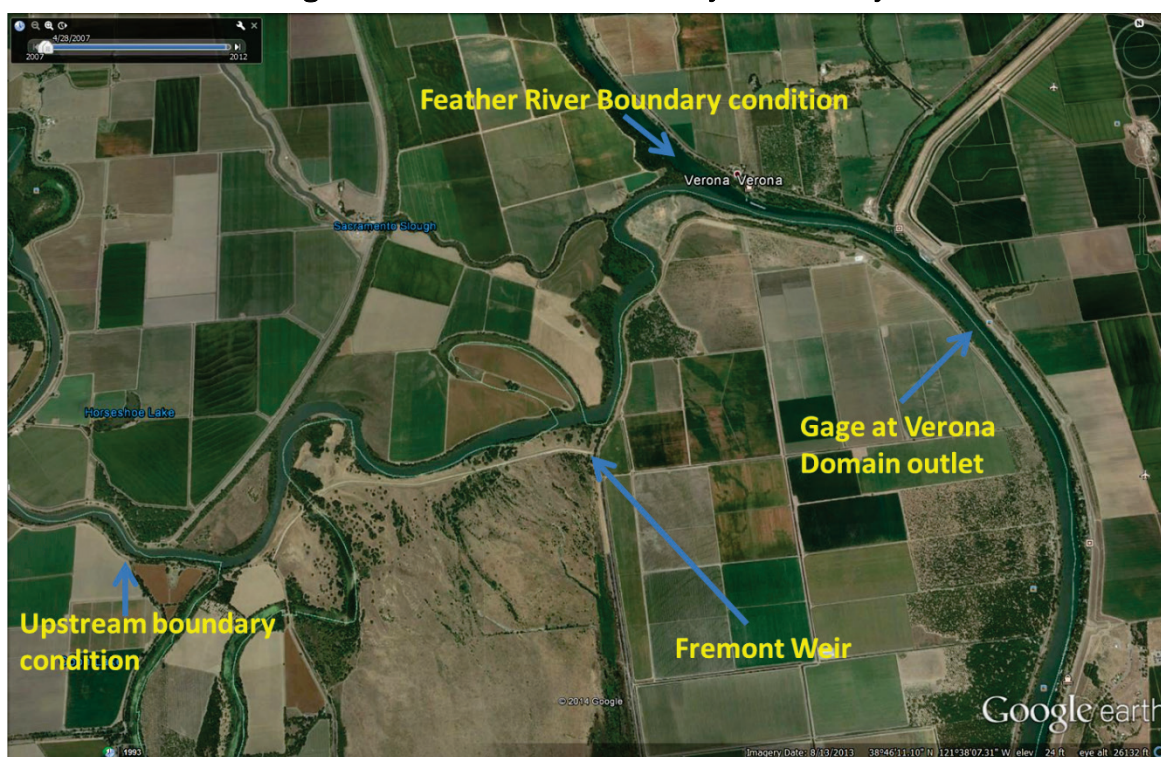 4/28/2007
2007
2012
N
Feather River Boundary condition
Verona Verona
Sacramento Slough
Horseshoe Lake
Gage at Verona
Domain outlet
Upstream boundary
condition
Fremont Weir
© 2014 Google
Google earth
1993
Imagery Date: 8/13/2013 38°46'11.10" N 121°38'07.31" W elev 24 ft eye alt 26132 ft